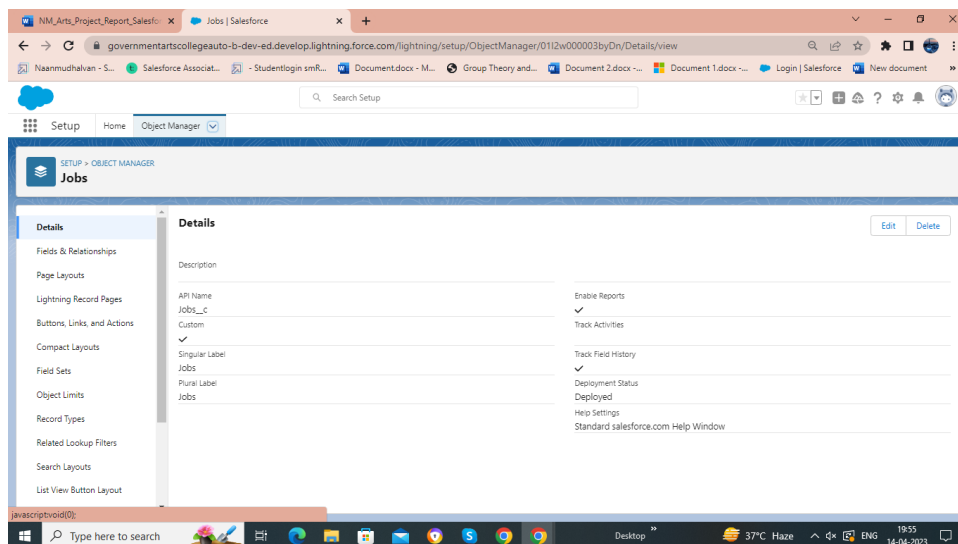 NM_Arts_Project_Report_Salesfor
Jobs | Salesforce
governmentartscollegeauto-b-dev-ed.develop.lightning.force.com/lightning/setup/ObjectManager/01I2w000003byDn/Details/view
Naanmudhalvan - S...
Salesforce Associat...
- Studentlogin smR...
Document.docx - M...
Group Theory and...
Document 2.docx -...
Document 1.docx -...
Login | Salesforce
New document
Search Setup
Setup
Home
Object Manager
SETUP > OBJECT MANAGER
Jobs
Details
Fields & Relationships
Page Layouts
Lightning Record Pages
Buttons, Links, and Actions
Compact Layouts
Field Sets
Object Limits
Record Types
Related Lookup Filters
Search Layouts
List View Button Layout
Details
Edit
Delete
Description
API Name
Jobs__c
Custom
Singular Label
Jobs
Plural Label
Jobs
Enable Reports
Track Activities
Track Field History
Deployment Status
Deployed
Help Settings
Standard salesforce.com Help Window
javascript:void(0);
Type here to search
Desktop
37°C Haze
ENG
19:55
14-04-2023